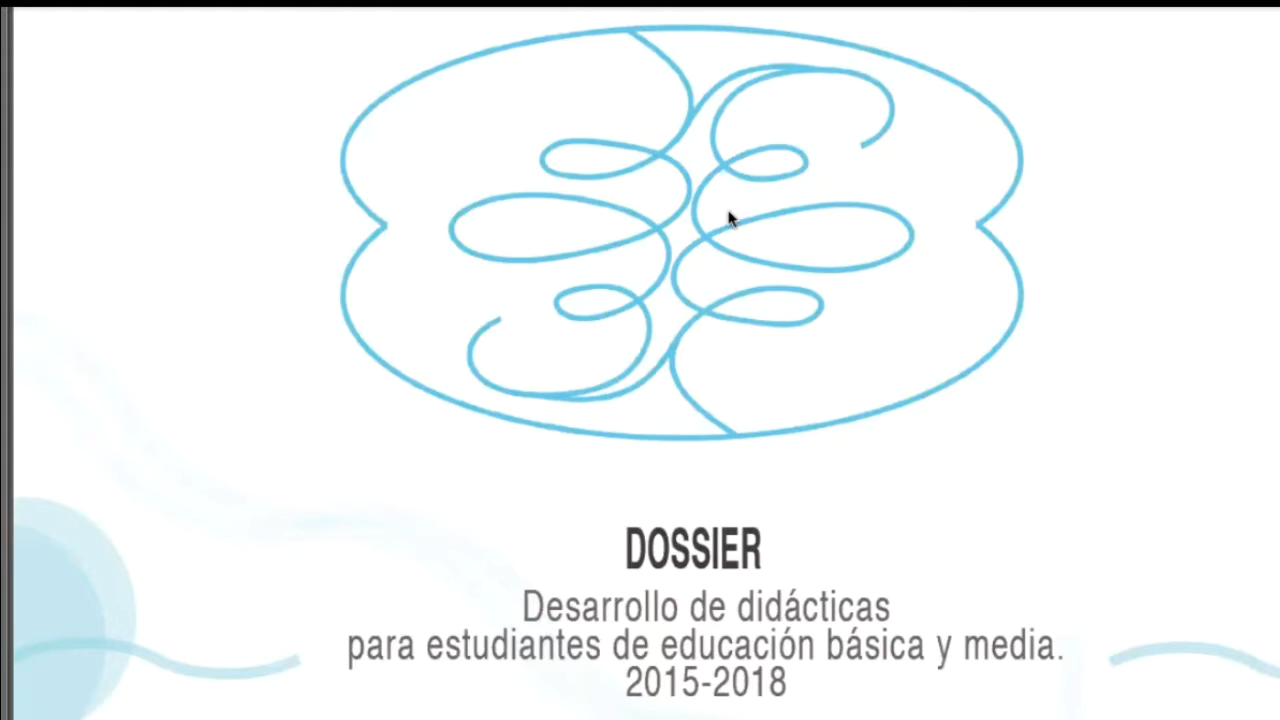 DOSSIER
Desarrollo de didácticas
para estudiantes de educación básica y media.
2015-2018